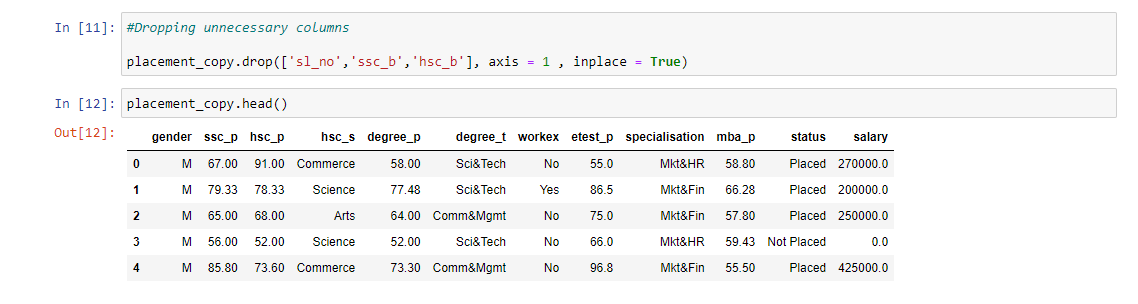 In [11]: #Dropping unnecessary columns
placement_copy.drop(['sl_no','ssc_b','hsc_b'], axis = 1 , inplace = True)
In [12]: placement_copy.head()
Out[12]:
gender ssc_p hsc_p hsc_s degree_p degree_t workex etest_p specialisation mba_p status salary
0 M 67.00 91.00 Commerce 58.00 Sci&Tech No 55.0 Mkt&HR 58.80 Placed 270000.0
1 M 79.33 78.33 Science 77.48 Sci&Tech Yes 86.5 Mkt&Fin 66.28 Placed 200000.0
2 M 65.00 68.00 Arts 64.00 Comm&Mgmt No 75.0 Mkt&Fin 57.80 Placed 250000.0
3 M 56.00 52.00 Science 52.00 Sci&Tech No 66.0 Mkt&HR 59.43 Not Placed 0.0
4 M 85.80 73.60 Commerce 73.30 Comm&Mgmt No 96.8 Mkt&Fin 55.50 Placed 425000.0